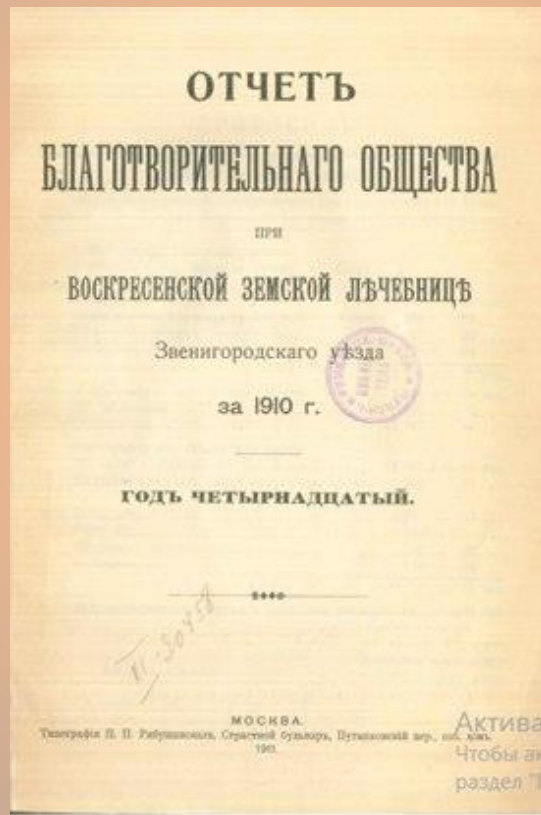 ОТЧЕТЪ
БЛАГОТВОРИТЕЛЬНАГО ОБЩЕСТВА
ПРИ
ВОСКРЕСЕНСКОЙ ЗЕМСКОЙ ЛѢЧЕБНИЦѢ
Звенигородскаго уѣзда
за 1910 г.
ГОДЪ ЧЕТЫРНАДЦАТЫЙ.
МОСКВА.
Типографія П. П. Рябушинскаго, Страстной бульваръ, Путинковскій пер., соб. домъ.
1911
Актива
Чтобы ак
раздел "П